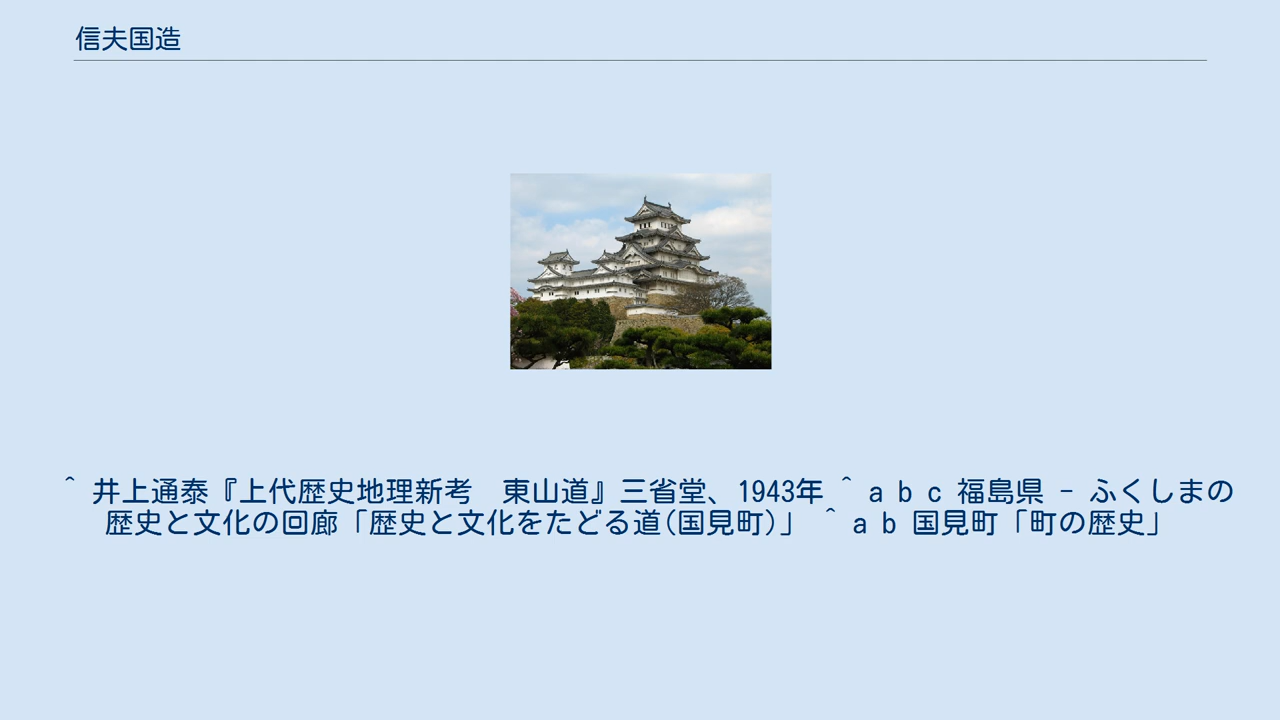 信夫国造
^ 井上通泰『上代歴史地理新考　東山道』三省堂、1943年 ^ a b c 福島県 - ふくしまの
歴史と文化の回廊「歴史と文化をたどる道(国見町)」 ^ a b 国見町「町の歴史」